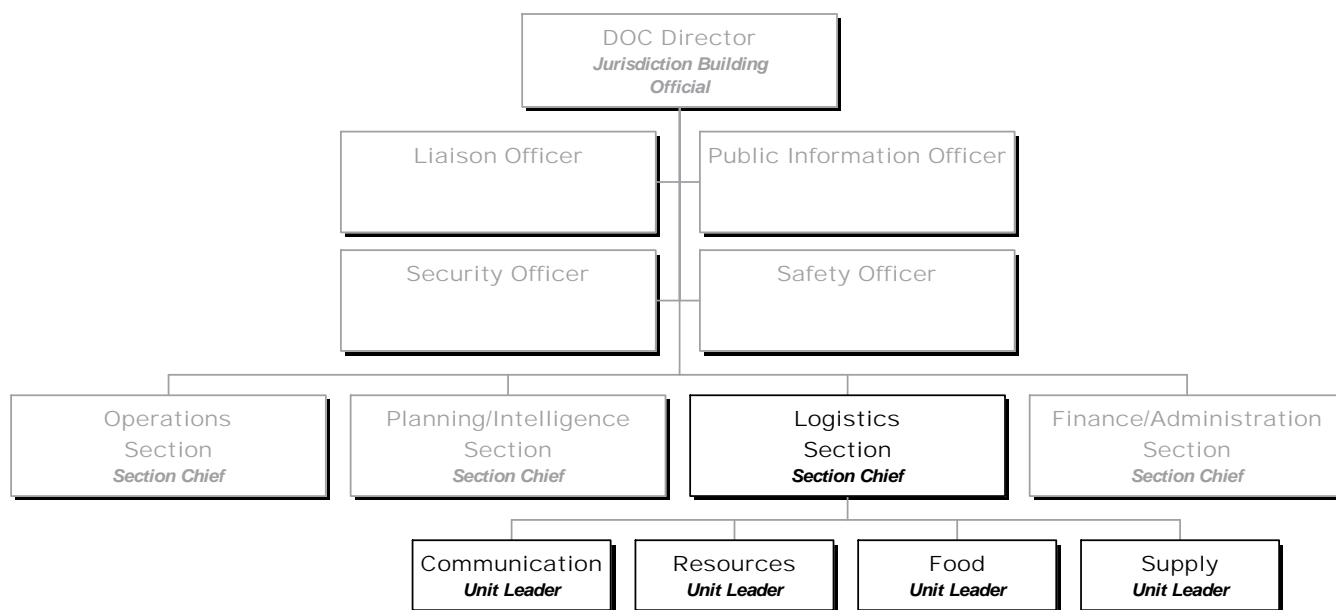 DOC Director
Jurisdiction Building
Official
Liaison Officer
Public Information Officer
Security Officer
Safety Officer
Operations
Section
Section Chief
Planning/Intelligence
Section
Section Chief
Logistics
Section
Section Chief
Finance/Administration
Section
Section Chief
Communication
Unit Leader
Resources
Unit Leader
Food
Unit Leader
Supply
Unit Leader